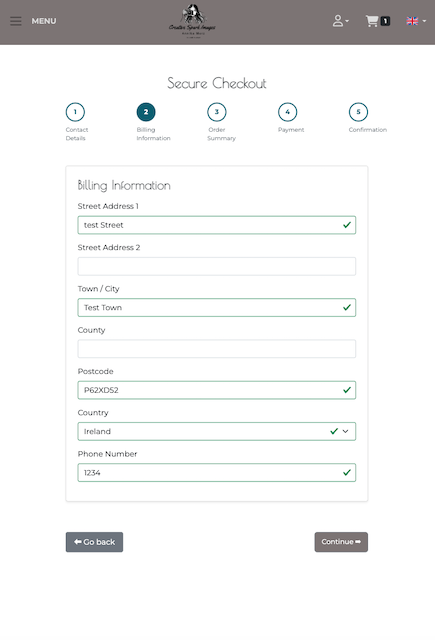 MENU
Creative Spark Images
1
Secure Checkout
1
2
3
4
5
Contact
Details
Billing
Information
Order
Summary
Payment
Confirmation
Billing Information
Street Address 1
test Street
Street Address 2
Town / City
Test Town
County
Postcode
P62XD52
Country
Ireland
Phone Number
1234
Go back
Continue